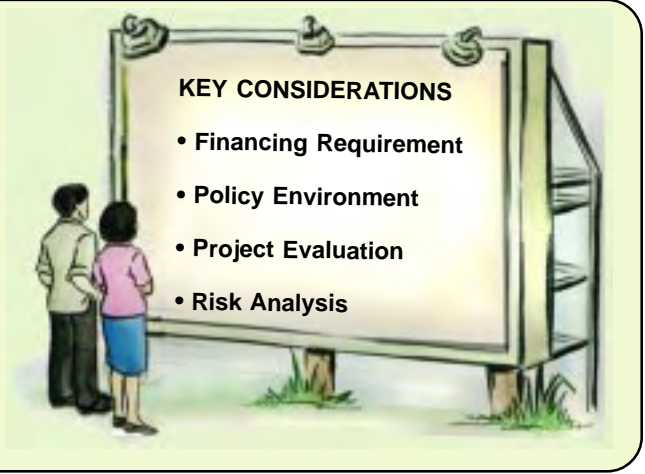 KEY CONSIDERATIONS
• Financing Requirement
• Policy Environment
• Project Evaluation
• Risk Analysis